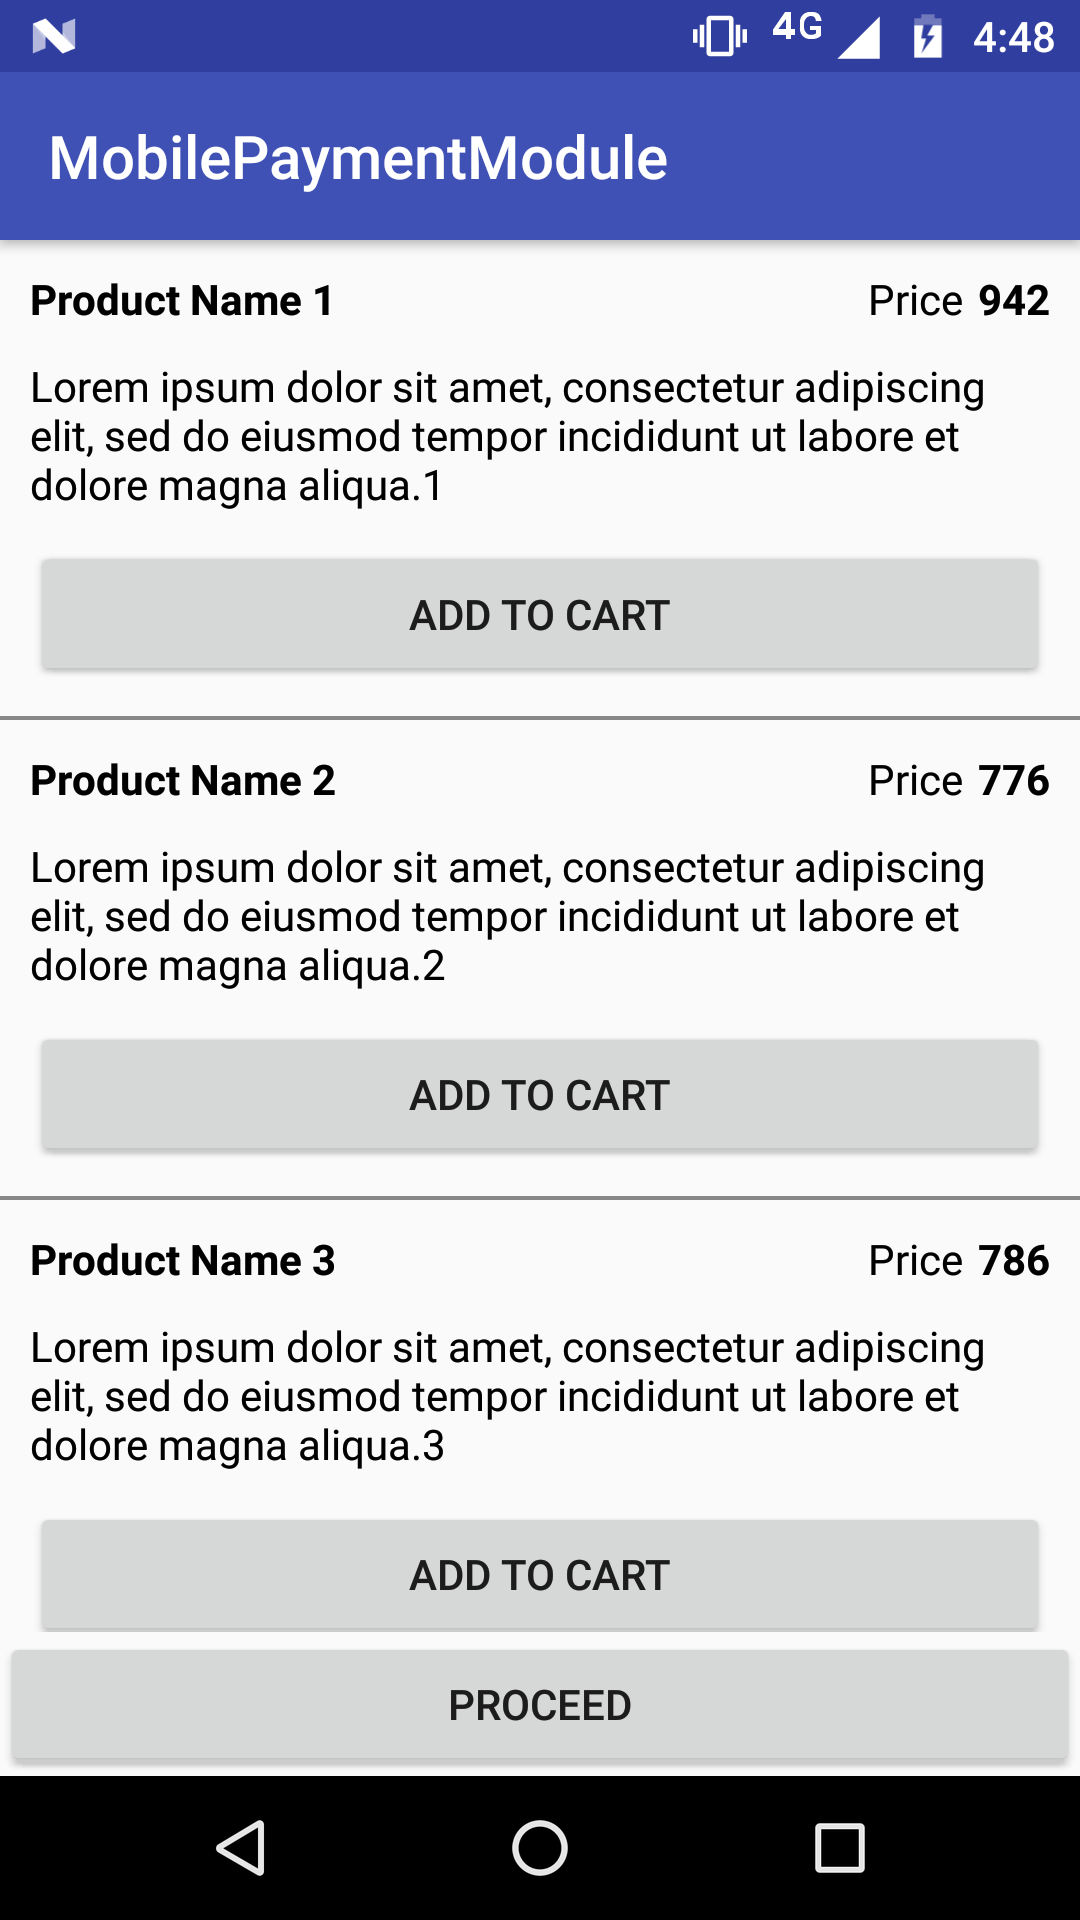 4G 4:48
MobilePaymentModule
Product Name 1 Price 942
Lorem ipsum dolor sit amet, consectetur adipiscing
elit, sed do eiusmod tempor incididunt ut labore et
dolore magna aliqua.1
ADD TO CART
Product Name 2 Price 776
Lorem ipsum dolor sit amet, consectetur adipiscing
elit, sed do eiusmod tempor incididunt ut labore et
dolore magna aliqua.2
ADD TO CART
Product Name 3 Price 786
Lorem ipsum dolor sit amet, consectetur adipiscing
elit, sed do eiusmod tempor incididunt ut labore et
dolore magna aliqua.3
ADD TO CART
PROCEED